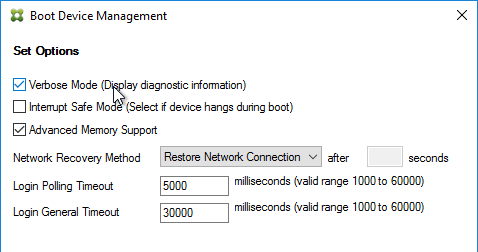 Boot Device Management
Set Options
Verbose Mode (Display diagnostic information)
Interrupt Safe Mode (Select if device hangs during boot)
Advanced Memory Support
Network Recovery Method Restore Network Connection after seconds
Login Polling Timeout 5000 milliseconds (valid range 1000 to 60000)
Login General Timeout 30000 milliseconds (valid range 1000 to 60000)